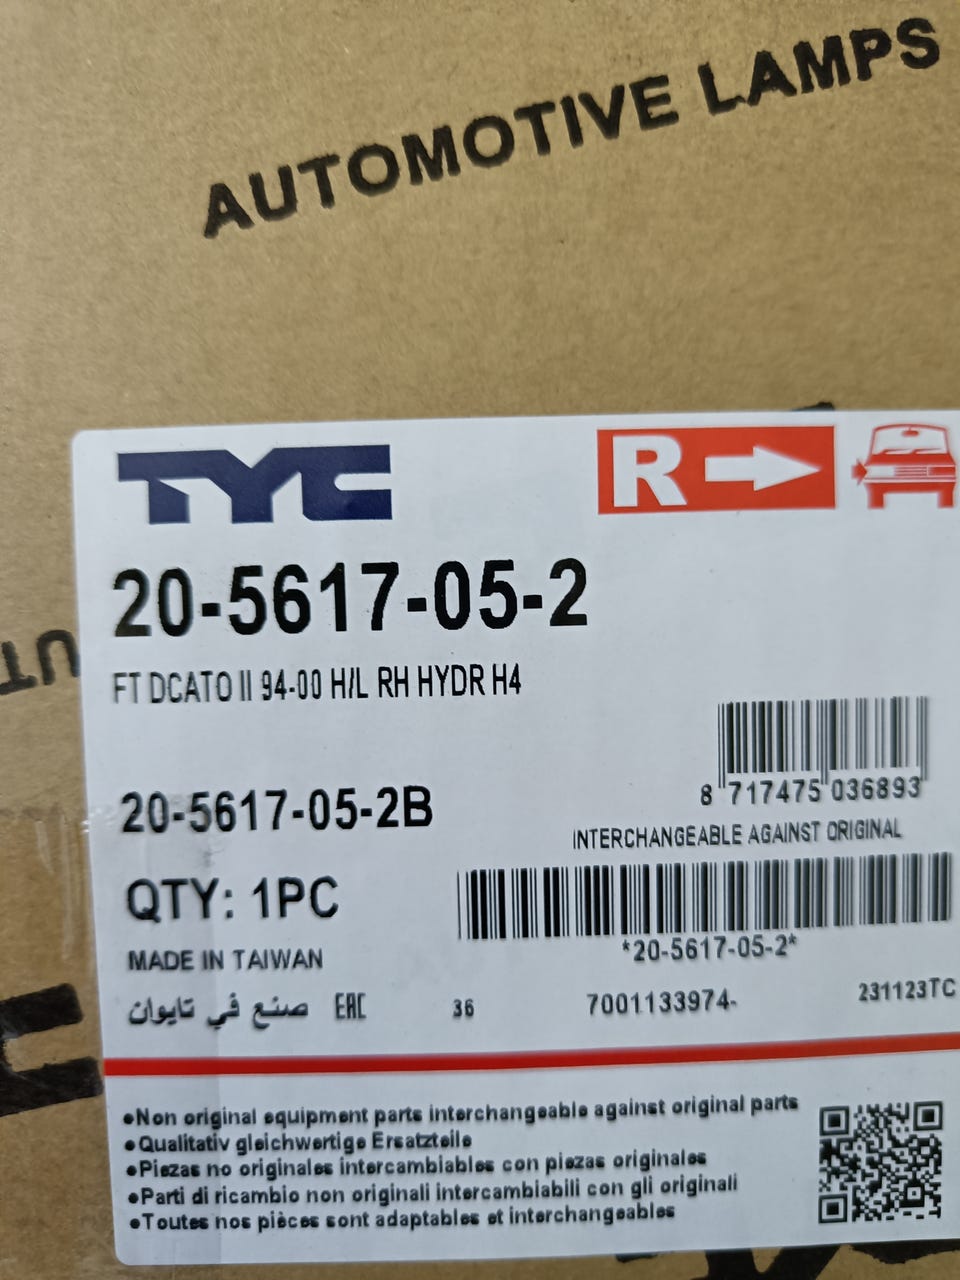 AUTOMOTIVE LAMPS
TYC
R
20-5617-05-2
FT DCATO II 94-00 H/L RH HYDR H4
8 717475 036893
20-5617-05-2B
INTERCHANGEABLE AGAINST ORIGINAL
QTY: 1PC
*20-5617-05-2*
MADE IN TAIWAN
صنع في تايوان EAC 36 7001133974- 231123TC
•Non original equipment parts interchangeable against original parts
•Qualitativ gleichwertige Ersatzteile
•Piezas no originales intercambiables con piezas originales
•Parti di ricambio non originali intercambiabili con gli originali
•Toutes nos pièces sont adaptables et interchangeables